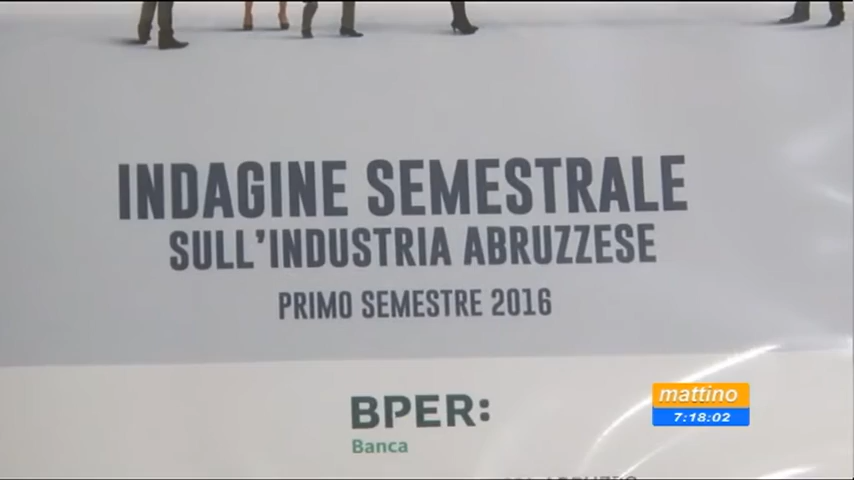 INDAGINE SEMESTRALE
SULL'INDUSTRIA ABRUZZESE
PRIMO SEMESTRE 2016
BPER:
Banca
mattino
7:18:02